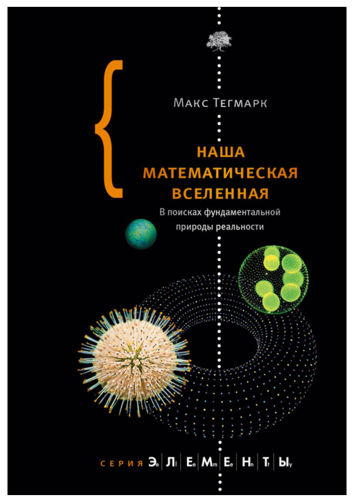 Макс Тегмарк
НАША
МАТЕМАТИЧЕСКАЯ
ВСЕЛЕННАЯ
В поисках фундаментальной
природы реальности
СЕРИЯ ЭЛЕМЕНТЫ